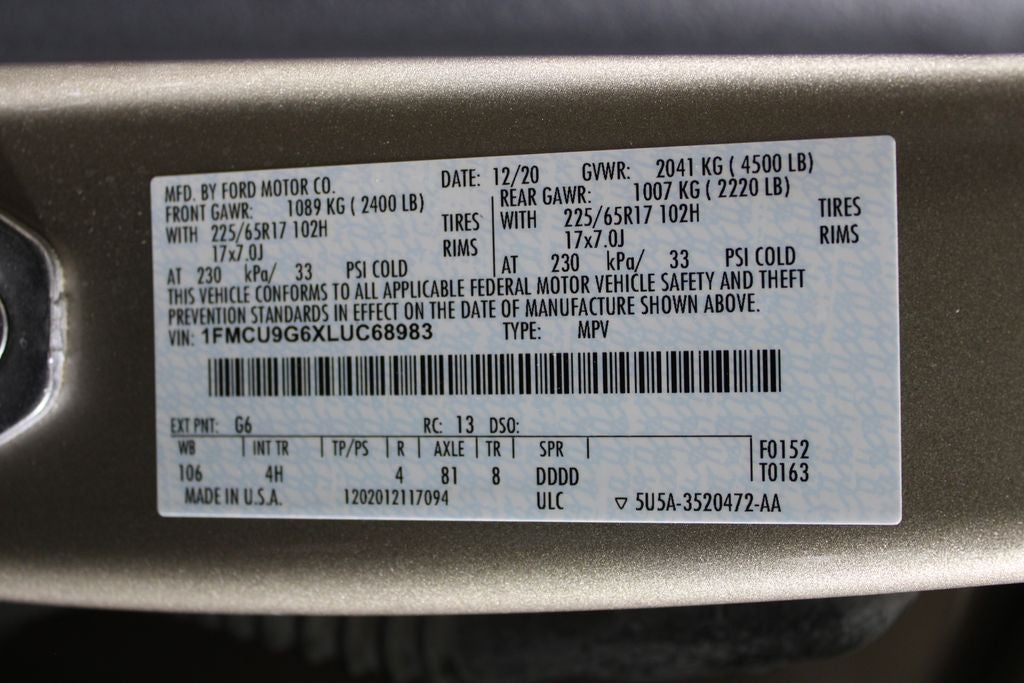 MFD. BY FORD MOTOR CO. DATE: 12/20 GVWR: 2041 KG ( 4500 LB)
FRONT GAWR: 1089 KG ( 2400 LB) REAR GAWR: 1007 KG ( 2220 LB)
WITH 225/65R17 102H TIRES WITH 225/65R17 102H TIRES
17x7.0J RIMS 17x7.0J RIMS
AT 230 kPa/ 33 PSI COLD AT 230 kPa/ 33 PSI COLD
THIS VEHICLE CONFORMS TO ALL APPLICABLE FEDERAL MOTOR VEHICLE SAFETY AND THEFT
PREVENTION STANDARDS IN EFFECT ON THE DATE OF MANUFACTURE SHOWN ABOVE.
VIN: 1FMCU9G6XLUC68983 TYPE: MPV
EXT PNT: G6 RC: 13 DSO:
WB INT TR TP/PS R AXLE TR SPR F0152
106 4H 4 81 8 DDDD T0163
MADE IN U.S.A. 1202012117094 ULC ▽ 5U5A-3520472-AA